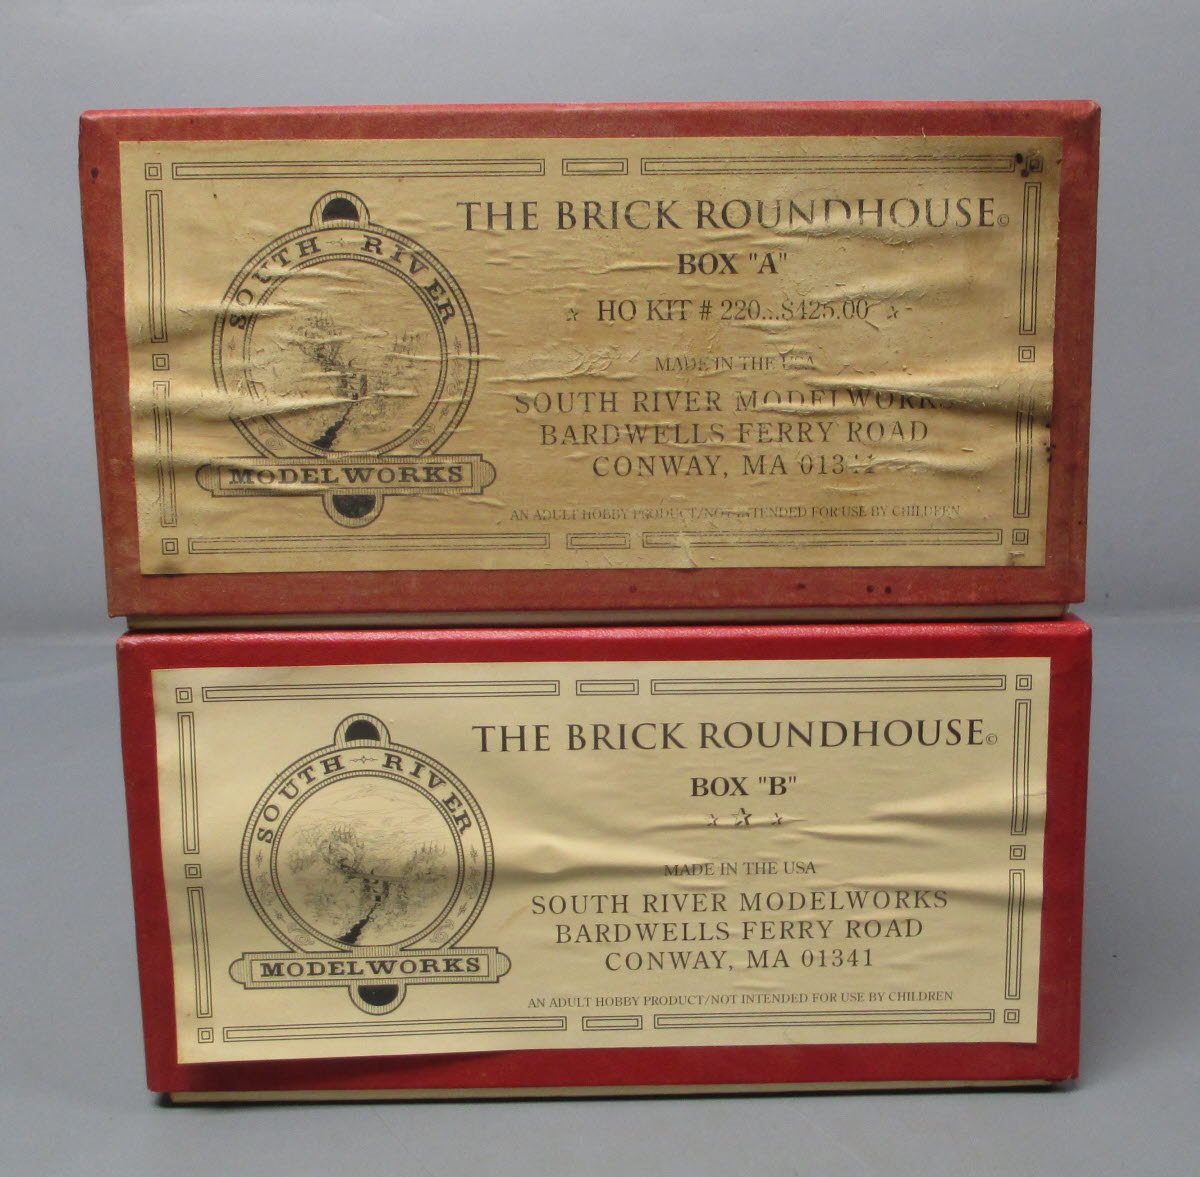 THE BRICK ROUNDHOUSE©
BOX "A"
HO KIT # 220...$425.00
SOUTH RIVER
MODELWORKS
MADE IN THE USA
SOUTH RIVER MODELWORKS
BARDWELLS FERRY ROAD
CONWAY, MA
AN ADULT HOBBY PRODUCT/NOT INTENDED FOR USE BY CHILDREN
THE BRICK ROUNDHOUSE©
BOX "B"
SOUTH RIVER
MODELWORKS
MADE IN THE USA
SOUTH RIVER MODELWORKS
BARDWELLS FERRY ROAD
CONWAY, MA 01341
AN ADULT HOBBY PRODUCT/NOT INTENDED FOR USE BY CHILDREN